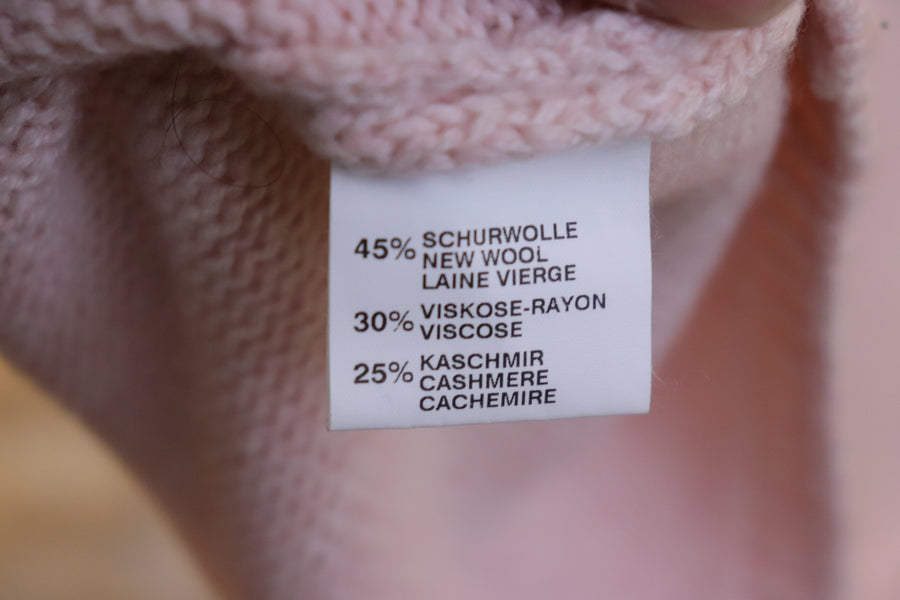 45% SCHURWOLLE
NEW WOOL
LAINE VIERGE
30% VISKOSE-RAYON
VISCOSE
25% KASCHMIR
CASHMERE
CACHEMIRE